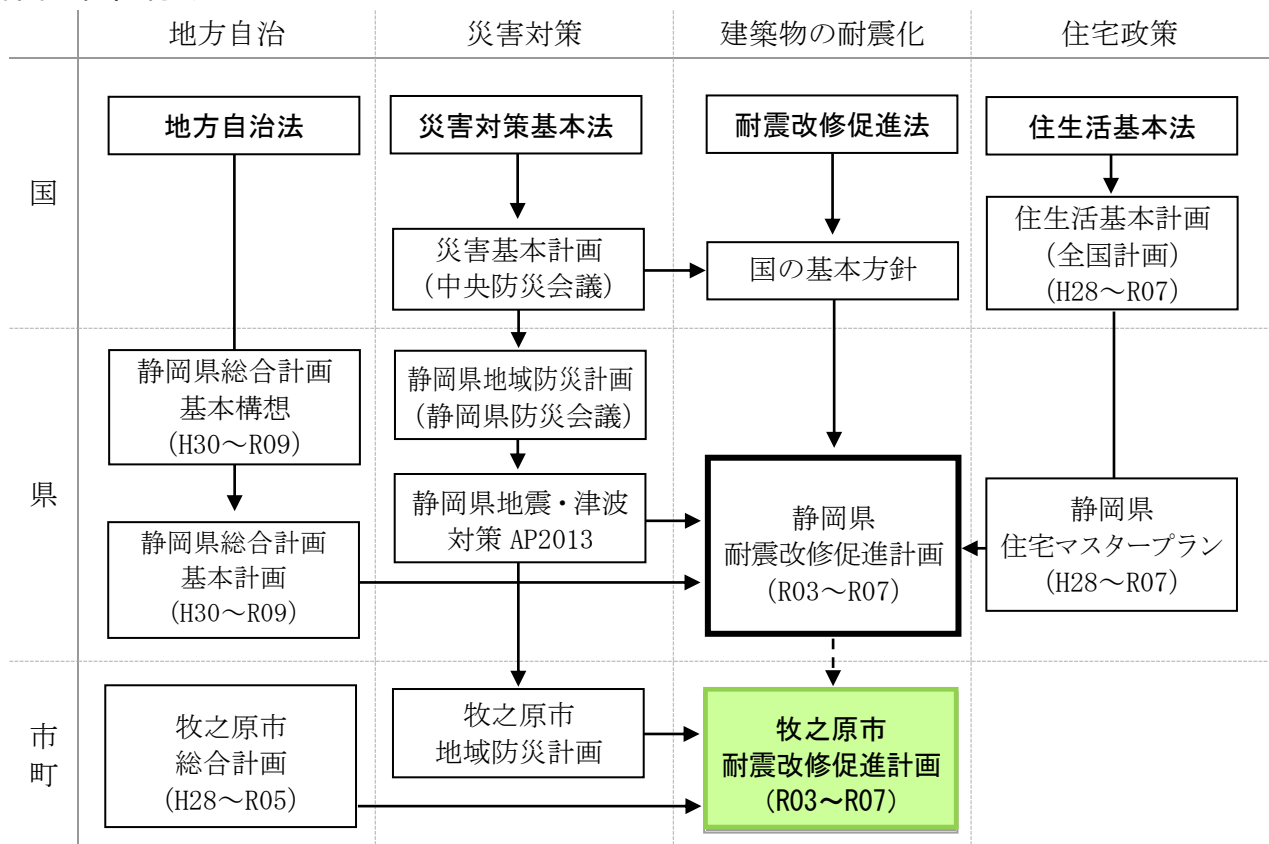 地方自治
災害対策
建築物の耐震化
住宅政策
国
地方自治法
災害対策基本法
耐震改修促進法
住生活基本法
災害基本計画
（中央防災会議）
国の基本方針
住生活基本計画
（全国計画）
（H28～R07）
県
静岡県総合計画
基本構想
（H30～R09）
静岡県地域防災計画
（静岡県防災会議）
静岡県総合計画
基本計画
（H30～R09）
静岡県地震・津波
対策 AP2013
静岡県
耐震改修促進計画
（R03～R07）
静岡県
住宅マスタープラン
（H28～R07）
市
町
牧之原市
総合計画
（H28～R05）
牧之原市
地域防災計画
牧之原市
耐震改修促進計画
（R03～R07）